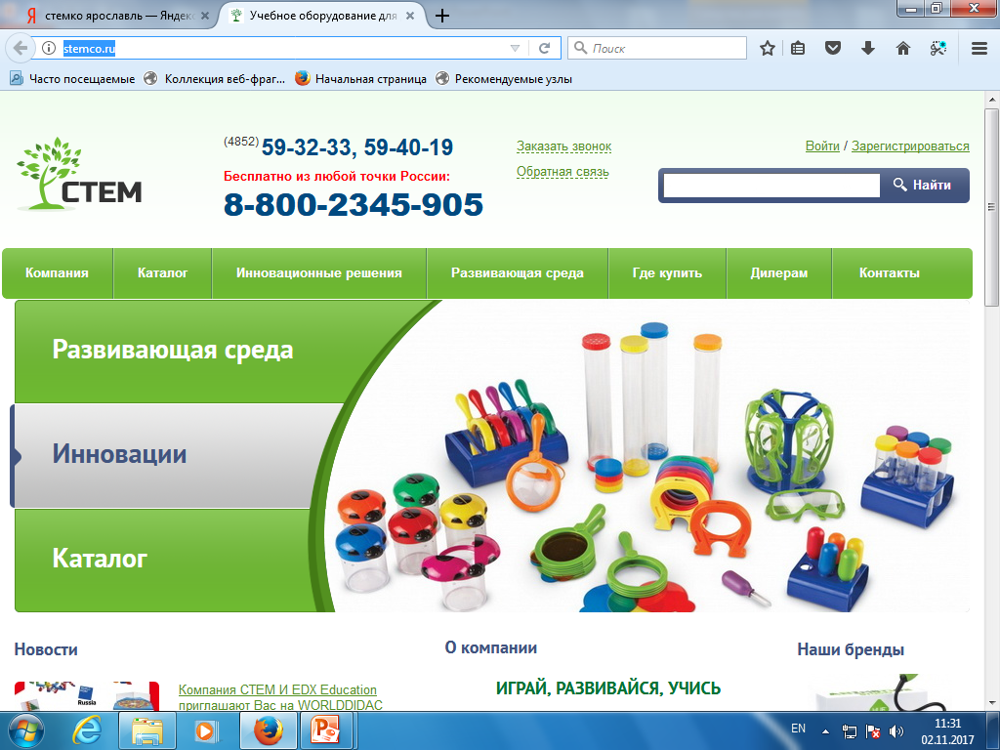 стемко ярославль — Яндекс
Учебное оборудование для
stemco.ru
Поиск
Часто посещаемые
Коллекция веб-фраг...
Начальная страница
Рекомендуемые узлы
СТЕМ
(4852) 59-32-33, 59-40-19
Бесплатно из любой точки России:
8-800-2345-905
Заказать звонок
Обратная связь
Войти / Зарегистрироваться
Найти
Компания
Каталог
Инновационные решения
Развивающая среда
Где купить
Дилерам
Контакты
Развивающая среда
Инновации
Каталог
Новости
О компании
Наши бренды
Russia
Компания СТЕМ И EDX Education
приглашают Вас на WORLDDIDAC
ИГРАЙ, РАЗВИВАЙСЯ, УЧИСЬ
EN
11:31
02.11.2017